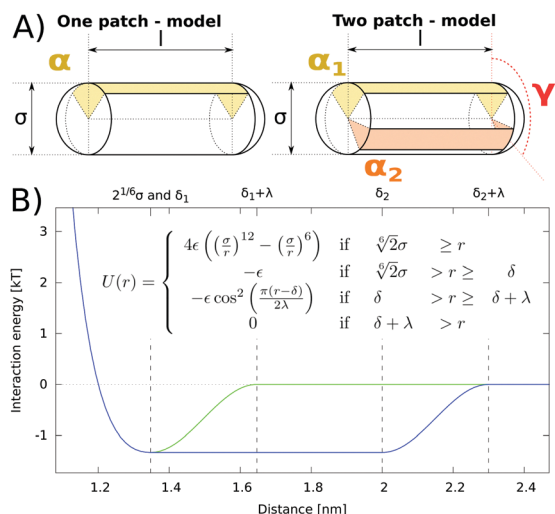 A)
One patch - model
Two patch - model
l
l
α
α₁
γ
σ
σ
α₂
B)
2^{1/6}σ and δ₁
δ₁+λ
δ₂
δ₂+λ
Interaction energy [kT]
3
2
1
0
-1
U(r) = {
4ϵ ((σ/r)^{12} − (σ/r)^{6}) if ⁶√2σ ≥ r
−ϵ if ⁶√2σ > r ≥ δ
−ϵ cos² (π(r−δ)/2λ) if δ > r ≥ δ + λ
0 if δ + λ > r
1.2 1.4 1.6 1.8 2 2.2 2.4
Distance [nm]